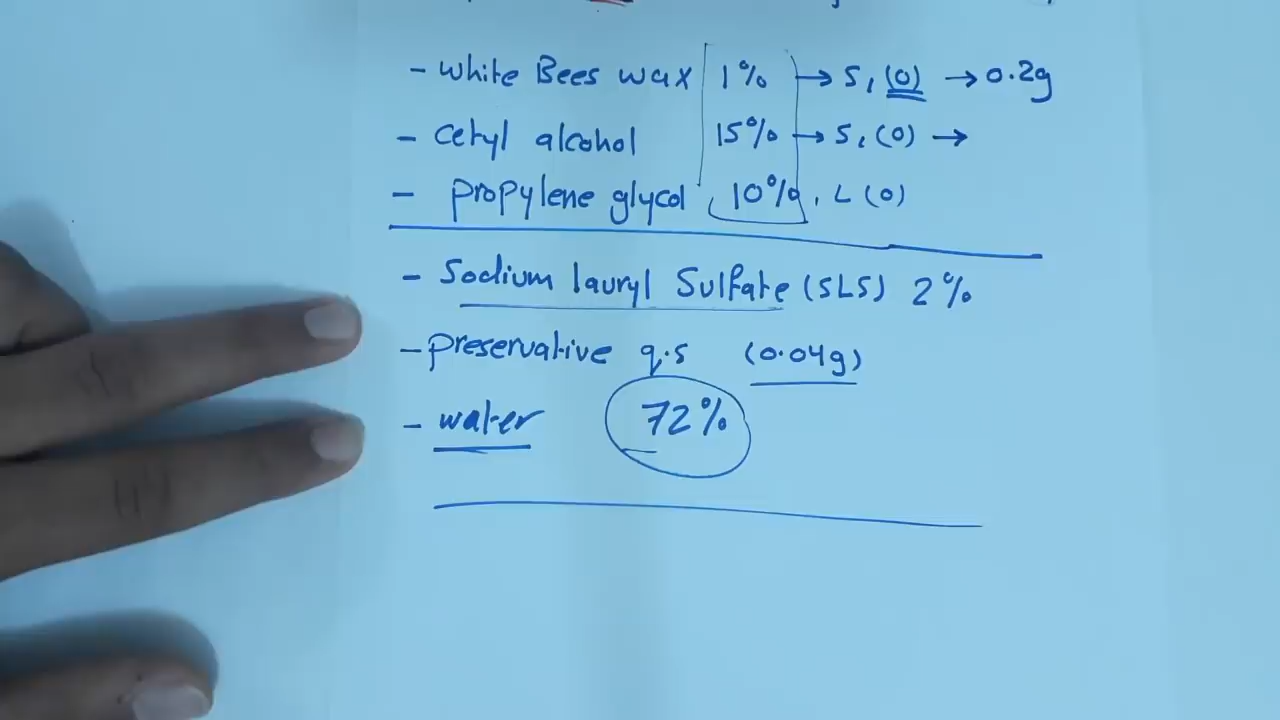 - White Bees wax 1% → S, (O) → 0.2g
- Cetyl alcohol 15% → S, (O) →
- propylene glycol 10%, L (O)
- Sodium lauryl Sulfate (SLS) 2%
- preservative q.s (0.04g)
- water 72%